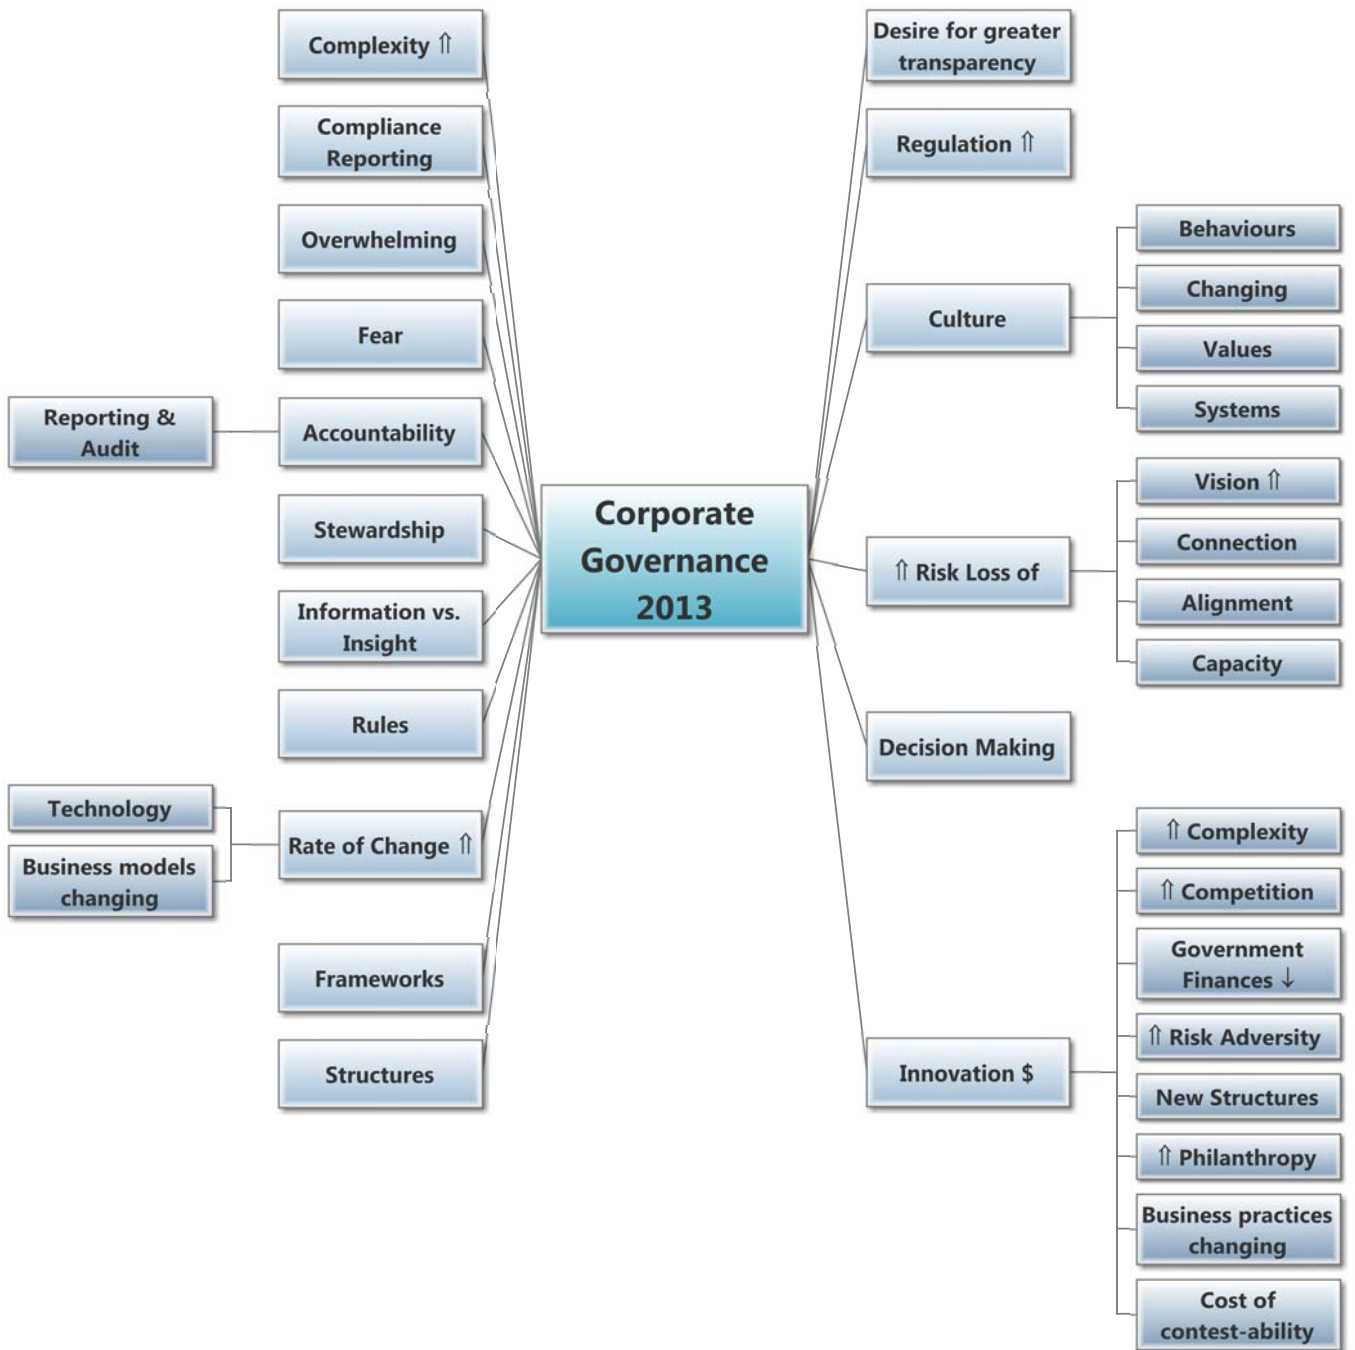 Complexity ⇑
Compliance
Reporting
Overwhelming
Fear
Reporting &
Audit
Accountability
Stewardship
Information vs.
Insight
Rules
Technology
Business models
changing
Rate of Change ⇑
Frameworks
Structures
Corporate
Governance
2013
Desire for greater
transparency
Regulation ⇑
Culture
Behaviours
Changing
Values
Systems
⇑ Risk Loss of
Vision ⇑
Connection
Alignment
Capacity
Decision Making
Innovation $
⇑ Complexity
⇑ Competition
Government
Finances ↓
⇑ Risk Adversity
New Structures
⇑ Philanthropy
Business practices
changing
Cost of
contest-ability